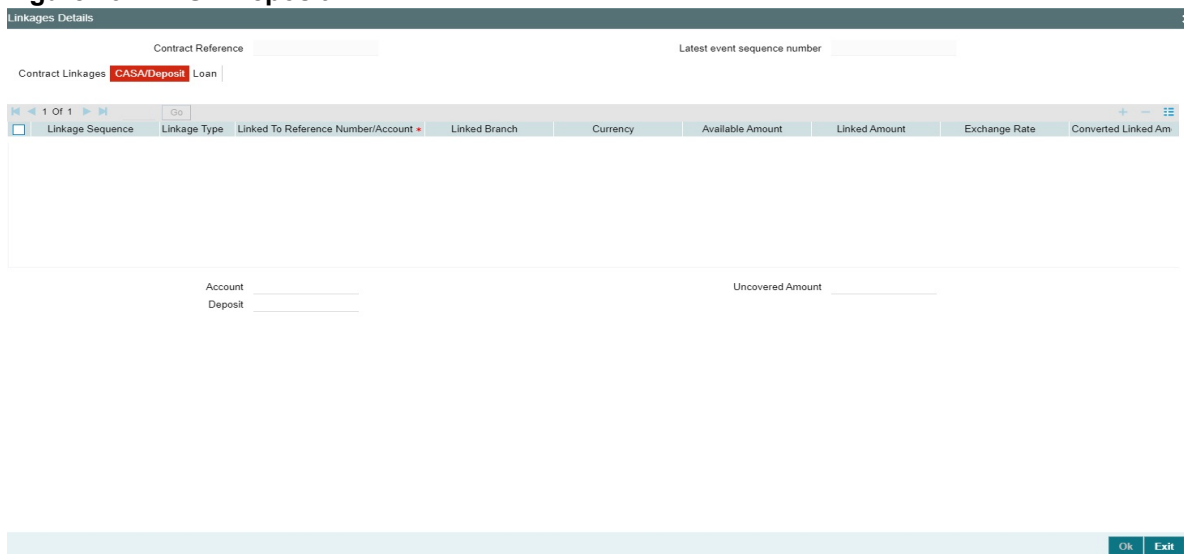 Linkages Details
Contract Reference
Latest event sequence number
Contract Linkages CASA/Deposit Loan
1 Of 1 Go
Linkage Sequence Linkage Type Linked To Reference Number/Account * Linked Branch Currency Available Amount Linked Amount Exchange Rate Converted Linked Am
Account
Uncovered Amount
Deposit
Ok Exit